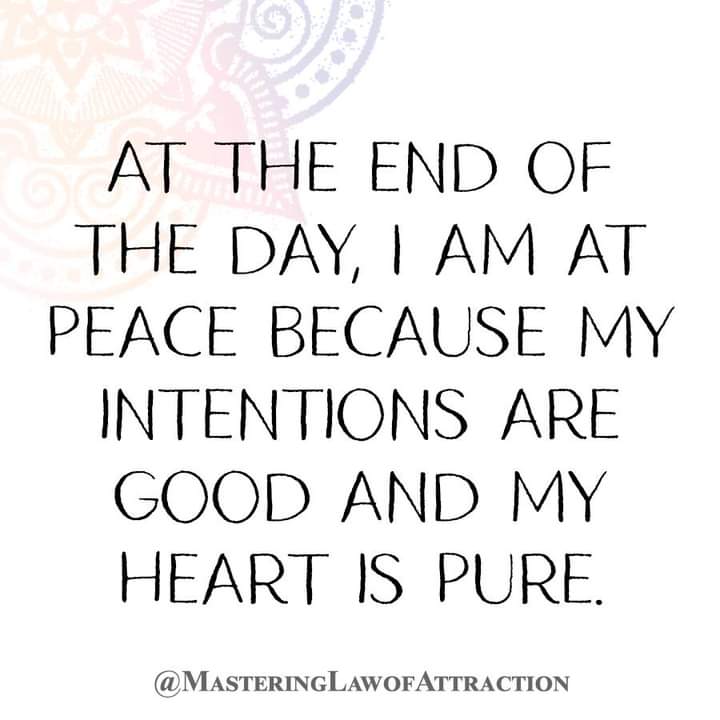 AT THE END OF
THE DAY, I AM AT
PEACE BECAUSE MY
INTENTIONS ARE
GOOD AND MY
HEART IS PURE.
@MasteringLawofAttraction